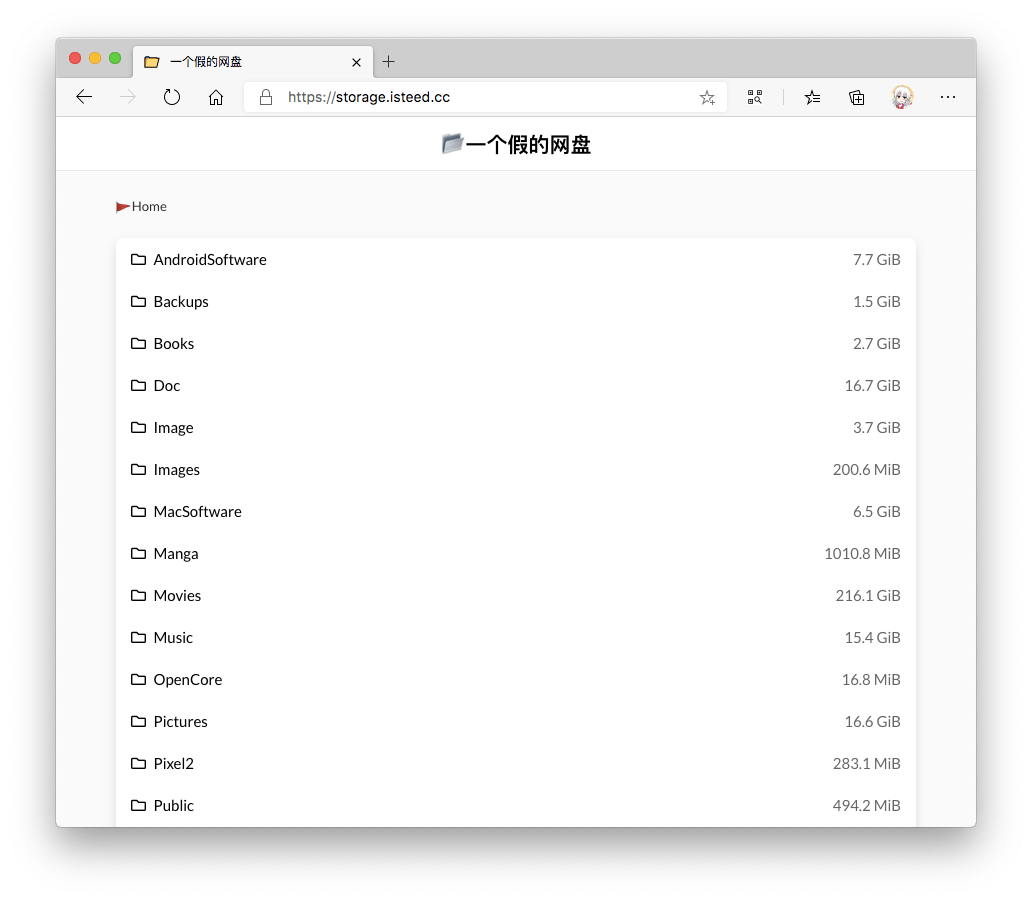 一个假的网盘
https://storage.isteed.cc
一个假的网盘
Home
AndroidSoftware 7.7 GiB
Backups 1.5 GiB
Books 2.7 GiB
Doc 16.7 GiB
Image 3.7 GiB
Images 200.6 MiB
MacSoftware 6.5 GiB
Manga 1010.8 MiB
Movies 216.1 GiB
Music 15.4 GiB
OpenCore 16.8 MiB
Pictures 16.6 GiB
Pixel2 283.1 MiB
Public 494.2 MiB